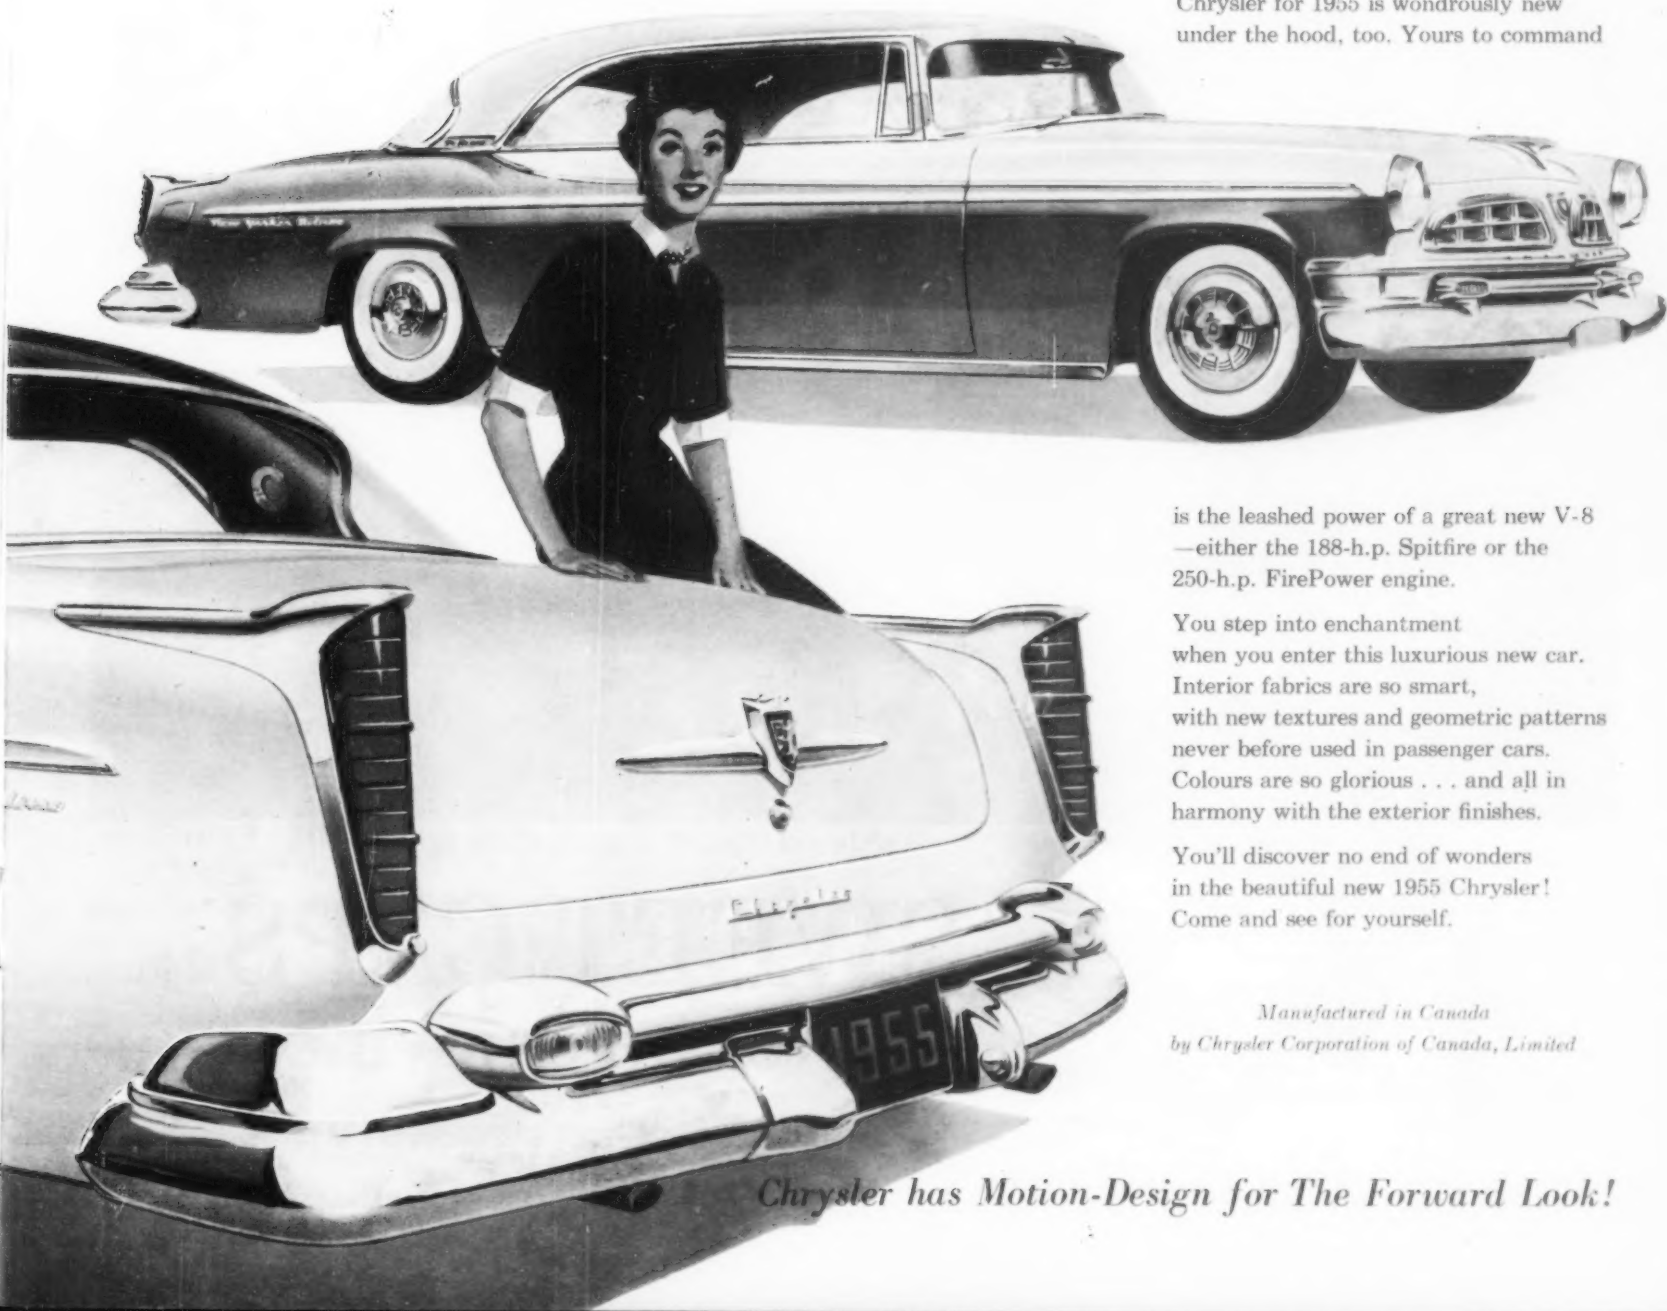 Chrysler for 1955 is wondrously new
under the hood, too. Yours to command
New Yorker Deluxe
is the leashed power of a great new V-8
—either the 188-h.p. Spitfire or the
250-h.p. FirePower engine.
You step into enchantment
when you enter this luxurious new car.
Interior fabrics are so smart,
with new textures and geometric patterns
never before used in passenger cars.
Colours are so glorious . . . and all in
harmony with the exterior finishes.
You'll discover no end of wonders
in the beautiful new 1955 Chrysler!
Come and see for yourself.
Chrysler
1955
Manufactured in Canada
by Chrysler Corporation of Canada, Limited
Chrysler has Motion-Design for The Forward Look!